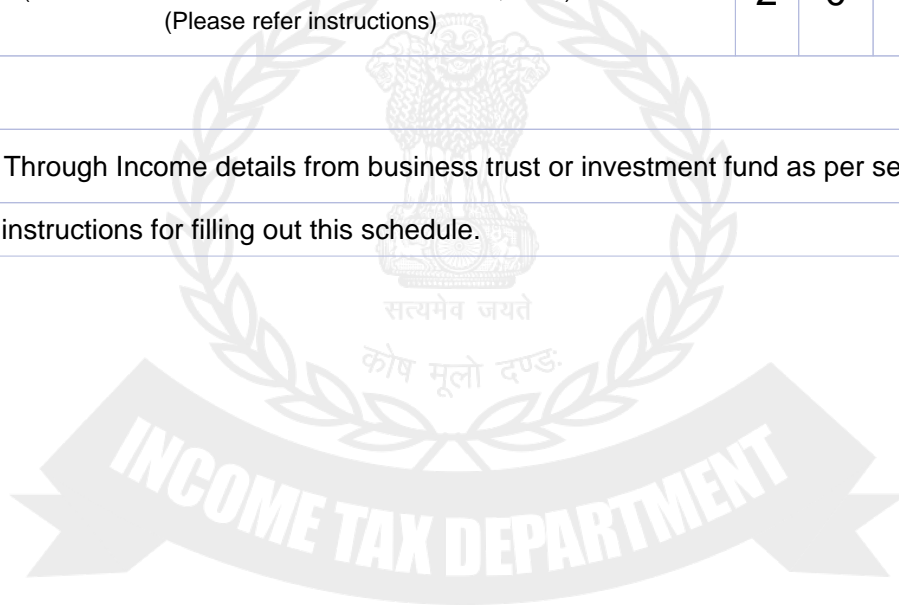 (Please refer instructions)
Through Income details from business trust or investment fund as per se
instructions for filling out this schedule.
सत्यमेव जयते
कोष मूलो दण्डः
INCOME TAX DEPARTMENT